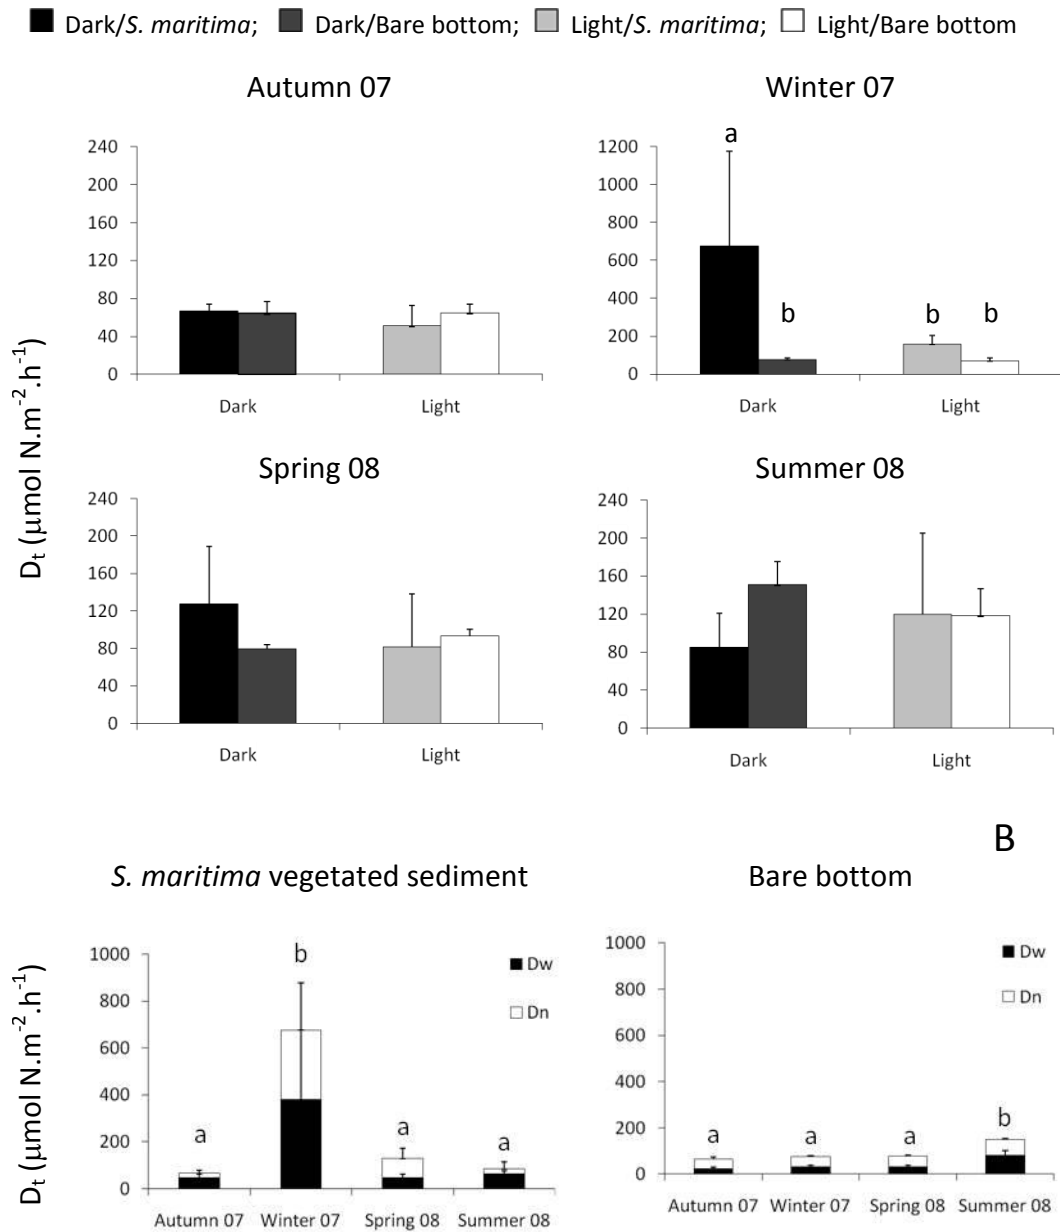 Dark/S. maritima; Dark/Bare bottom; Light/S. maritima; Light/Bare bottom
Autumn 07
Winter 07
Dt (μmol N.m-2.h-1)
240
200
160
120
80
40
0
Dark
Light
1200
1000
800
600
400
200
0
a
b
b
b
Dark
Light
Spring 08
Summer 08
240
200
160
120
80
40
0
Dark
Light
240
200
160
120
80
40
0
Dark
Light
B
S. maritima vegetated sediment
Bare bottom
Dt (μmol N.m-2.h-1)
1000
800
600
400
200
0
a
b
a
a
Dw
Dn
Autumn 07 Winter 07 Spring 08 Summer 08
1000
800
600
400
200
0
a
a
a
b
Dw
Dn
Autumn 07 Winter 07 Spring 08 Summer 08